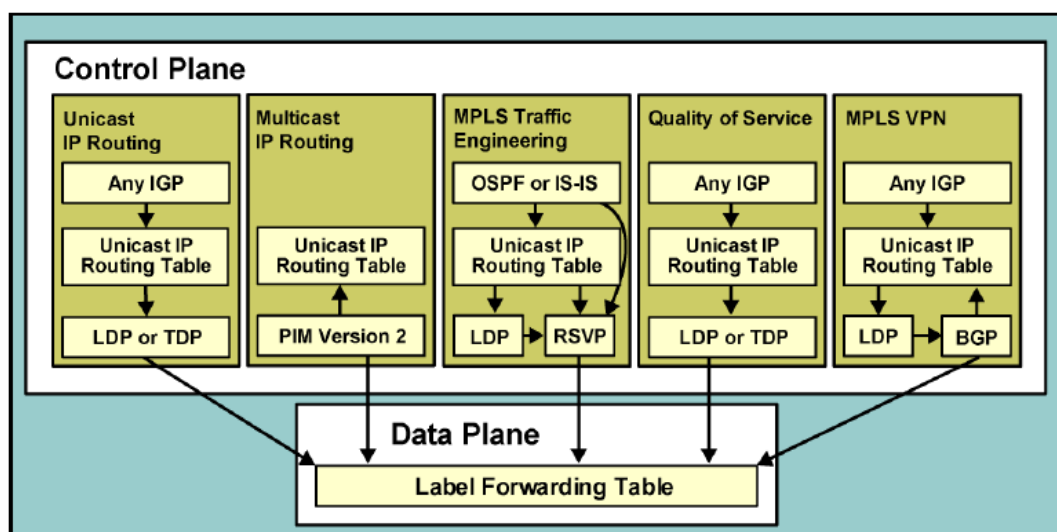 Control Plane
Unicast
IP Routing
Any IGP
Unicast IP
Routing Table
LDP or TDP
Multicast
IP Routing
Unicast IP
Routing Table
PIM Version 2
MPLS Traffic
Engineering
OSPF or IS-IS
Unicast IP
Routing Table
LDP
RSVP
Quality of Service
Any IGP
Unicast IP
Routing Table
LDP or TDP
MPLS VPN
Any IGP
Unicast IP
Routing Table
LDP
BGP
Data Plane
Label Forwarding Table